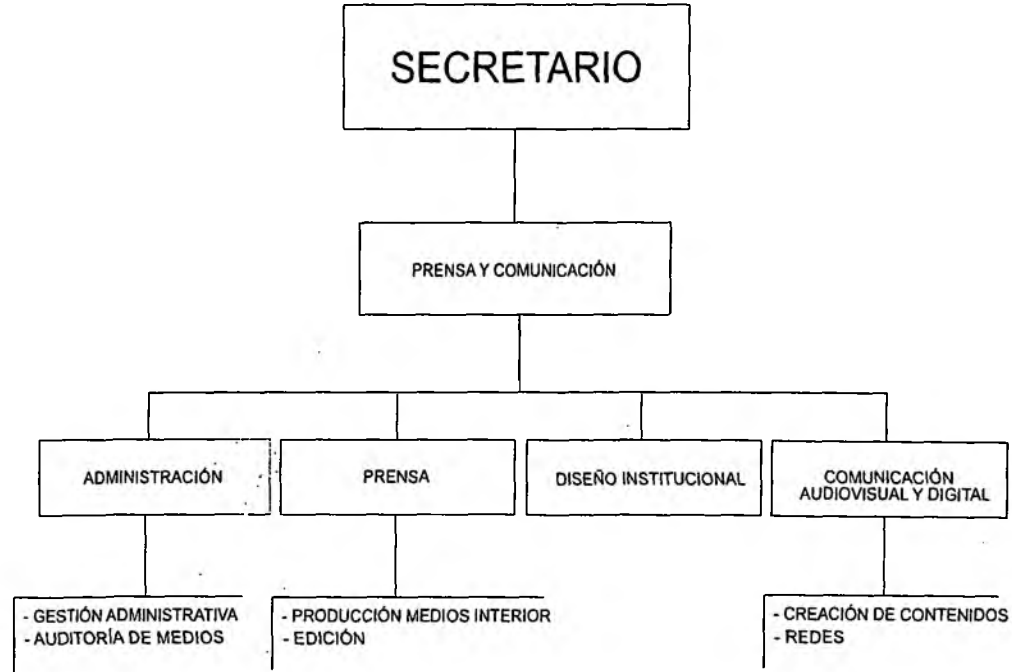 SECRETARIO
PRENSA Y COMUNICACIÓN
ADMINISTRACIÓN
PRENSA
DISEÑO INSTITUCIONAL
COMUNICACIÓN
AUDIOVISUAL Y DIGITAL
- GESTIÓN ADMINISTRATIVA
- AUDITORÍA DE MEDIOS
- PRODUCCIÓN MEDIOS INTERIOR
- EDICIÓN
- CREACIÓN DE CONTENIDOS
- REDES